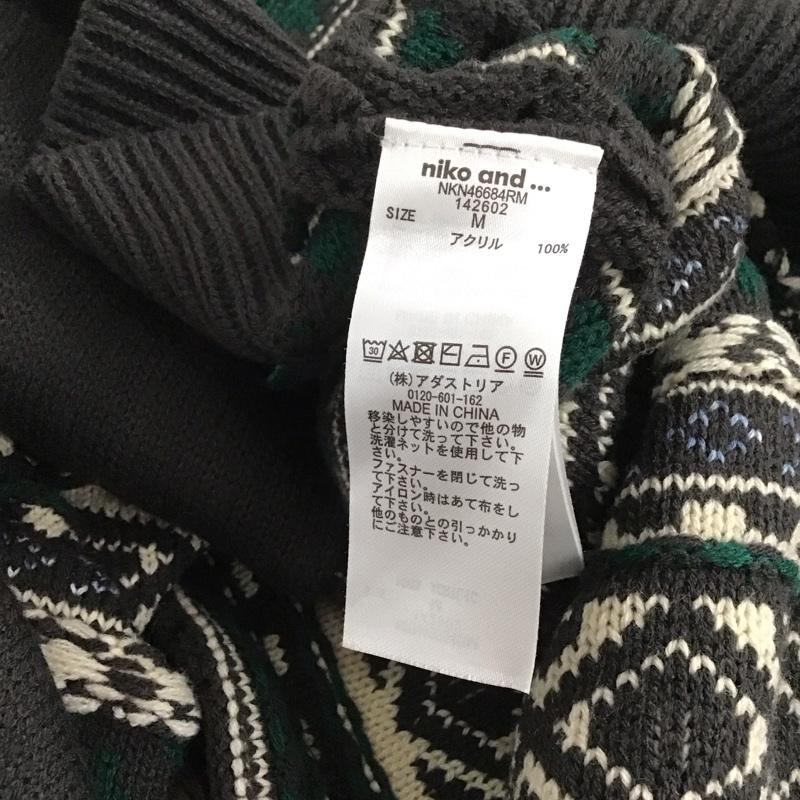 niko and ...
NKN46684RM
142602
SIZE M
アクリル 100%
30 F W
(株)アダストリア
0120-601-162
MADE IN CHINA
移染しやすいので他の物
と分けて洗って下さい。
洗濯ネットを使用して下
さい。
ファスナーを閉じて洗っ
て下さい。
アイロン時はあて布をし
て下さい。
他のものとの引っかかり
にご注意下さい。